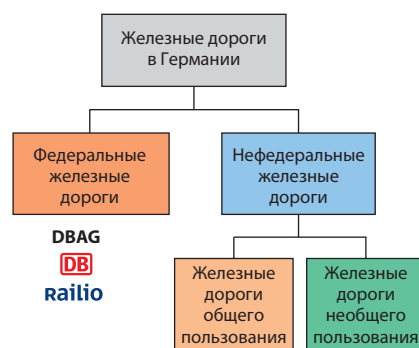 Железные дороги
в Германии
Федеральные
железные
дороги
Нефедеральные
железные
дороги
DBAG
DB
Railio
Железные
дороги
общего
пользования
Железные
дороги
необщего
пользования